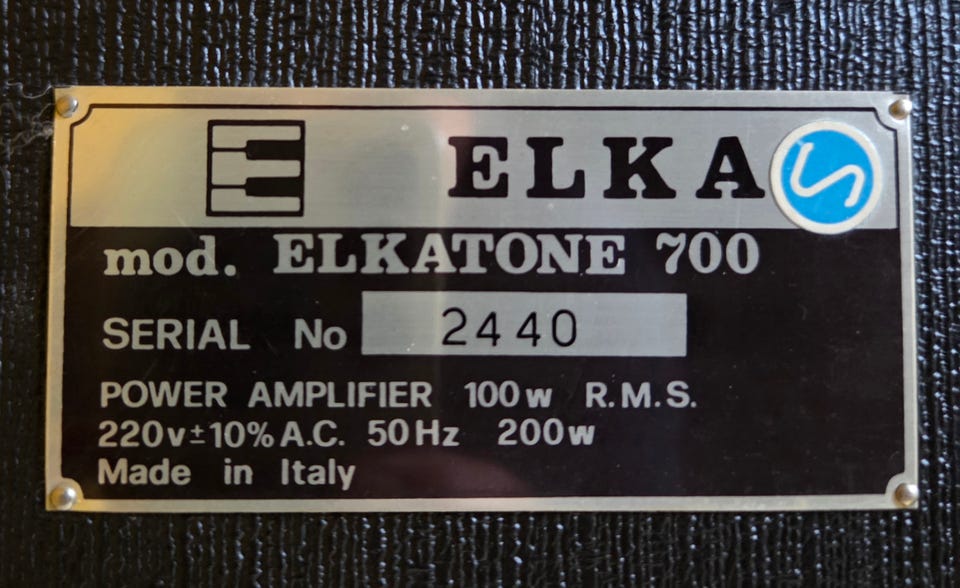 ELKA
mod. ELKATONE 700
SERIAL No 2440
POWER AMPLIFIER 100w R.M.S.
220v±10% A.C. 50Hz 200w
Made in Italy